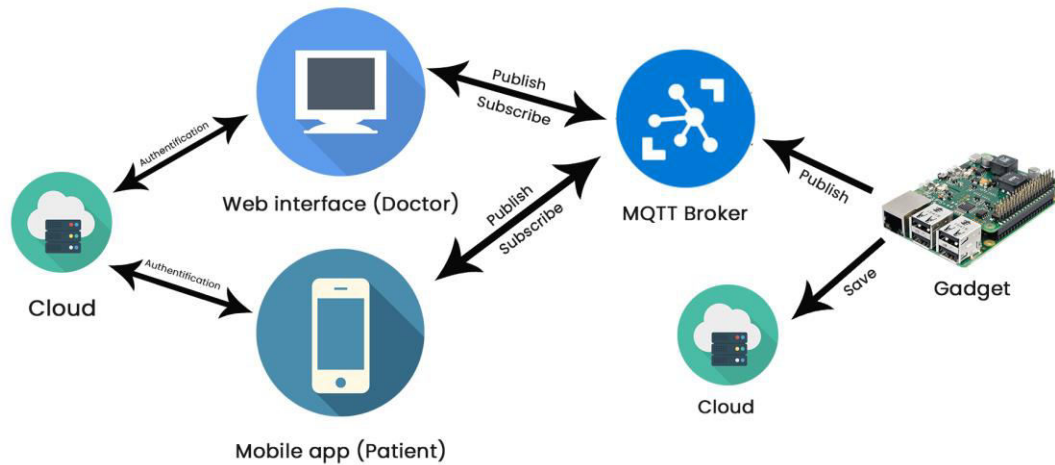 Publish
Subscribe
Authentification
Web interface (Doctor)
Publish
Subscribe
MQTT Broker
Publish
Cloud
Authentification
Gadget
Save
Cloud
Mobile app (Patient)